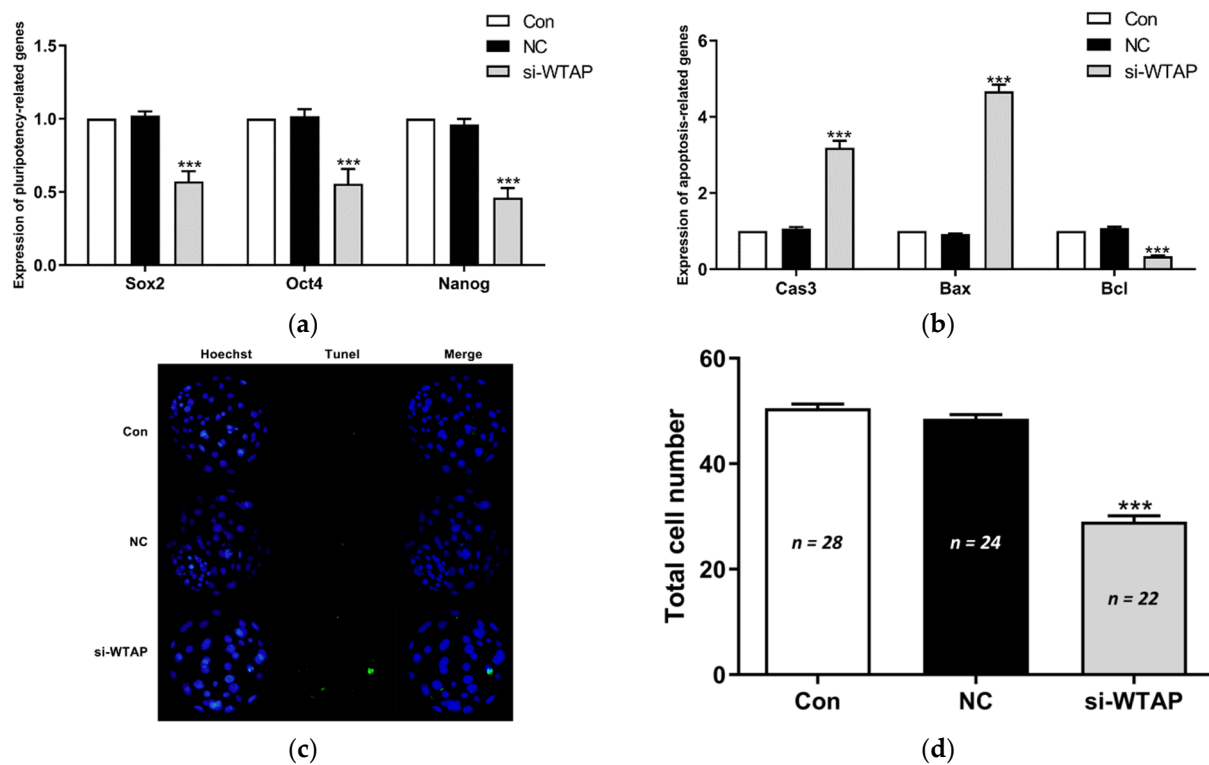 Con
NC
si-WTAP
Expression of pluripotency-related genes
1.5
1.0
0.5
0.0
***
***
***
Sox2 Oct4 Nanog
(a)
Con
NC
si-WTAP
Expression of apoptosis-related genes
6
4
2
0
***
***
***
Cas3 Bax Bcl
(b)
Hoechst Tunel Merge
Con
NC
si-WTAP
(c)
Total cell number
60
40
20
0
***
n = 28 n = 24 n = 22
Con NC si-WTAP
(d)